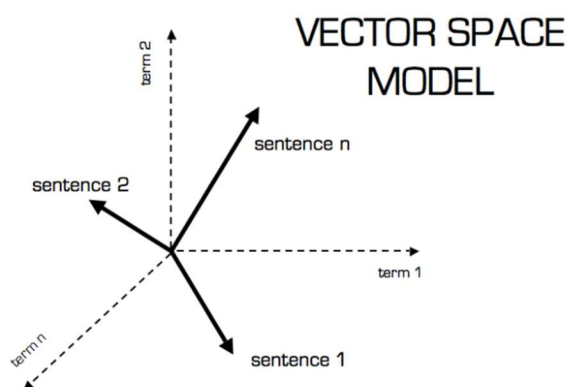 VECTOR SPACE
MODEL
term 2
sentence n
sentence 2
term 1
term n
sentence 1